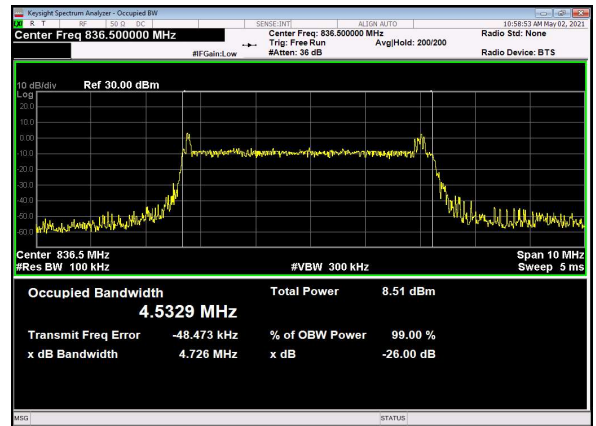 Keysight Spectrum Analyzer - Occupied BW
R T RF 50 Ω DC SENSE:INT ALIGN AUTO 10:58:53 AM May 02, 2021
Center Freq 836.500000 MHz Center Freq: 836.500000 MHz Radio Std: None
Trig: Free Run Avg|Hold: 200/200
#IFGain:Low #Atten: 36 dB Radio Device: BTS
10 dB/div Ref 30.00 dBm
Log
20.0
10.0
0.00
-10.0
-20.0
-30.0
-40.0
-50.0
-60.0
Center 836.5 MHz Span 10 MHz
#Res BW 100 kHz #VBW 300 kHz Sweep 5 ms
Occupied Bandwidth Total Power 8.51 dBm
4.5329 MHz
Transmit Freq Error -48.473 kHz % of OBW Power 99.00 %
x dB Bandwidth 4.726 MHz x dB -26.00 dB
MSG STATUS